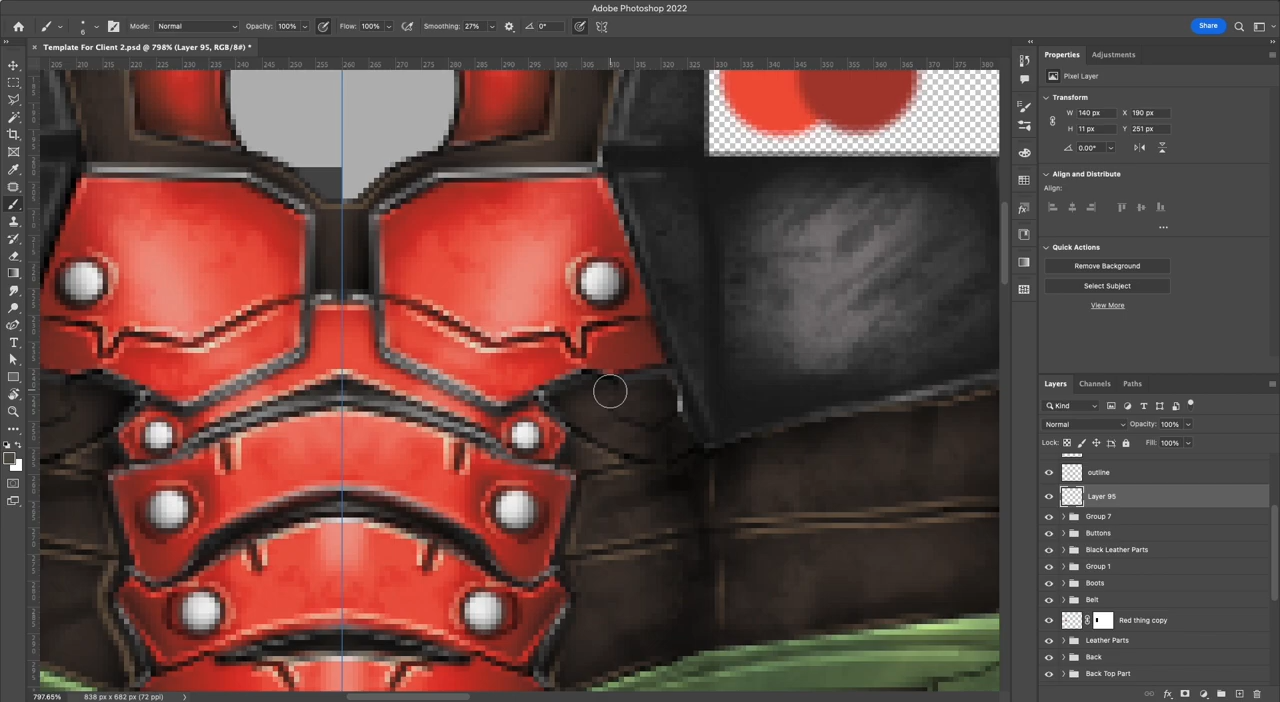 Adobe Photoshop 2022
6
Mode: Normal
Opacity: 100%
Flow: 100%
Smoothing: 27%
0°
Share
× Template For Client 2.psd @ 798% (Layer 95, RGB/8#) *
205 210 215 220 225 230 235 240 245 250 255 260 265 270 275 280 285 290 295 300 305 310 315 320 325 330 335 340 345 350 355 360 365 370 375 380
Properties Adjustments
Pixel Layer
Transform
W 140 px X 190 px
H 11 px Y 251 px
0.00°
Align and Distribute
Align:
Quick Actions
Remove Background
Select Subject
View More
Layers Channels Paths
Kind
Normal Opacity: 100%
Lock: Fill: 100%
outline
Layer 95
Group 7
Buttons
Black Leather Parts
Group 1
Boots
Belt
Red thing copy
Leather Parts
Back
Back Top Part
797.65% 838 px x 682 px (72 ppi)